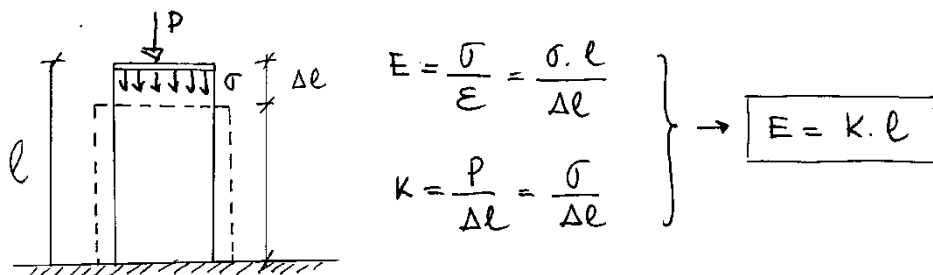 P
σ
Δl
l
E = σ/ε = σ. l/Δl
K = P/Δl = σ/Δl
→ E = K. l